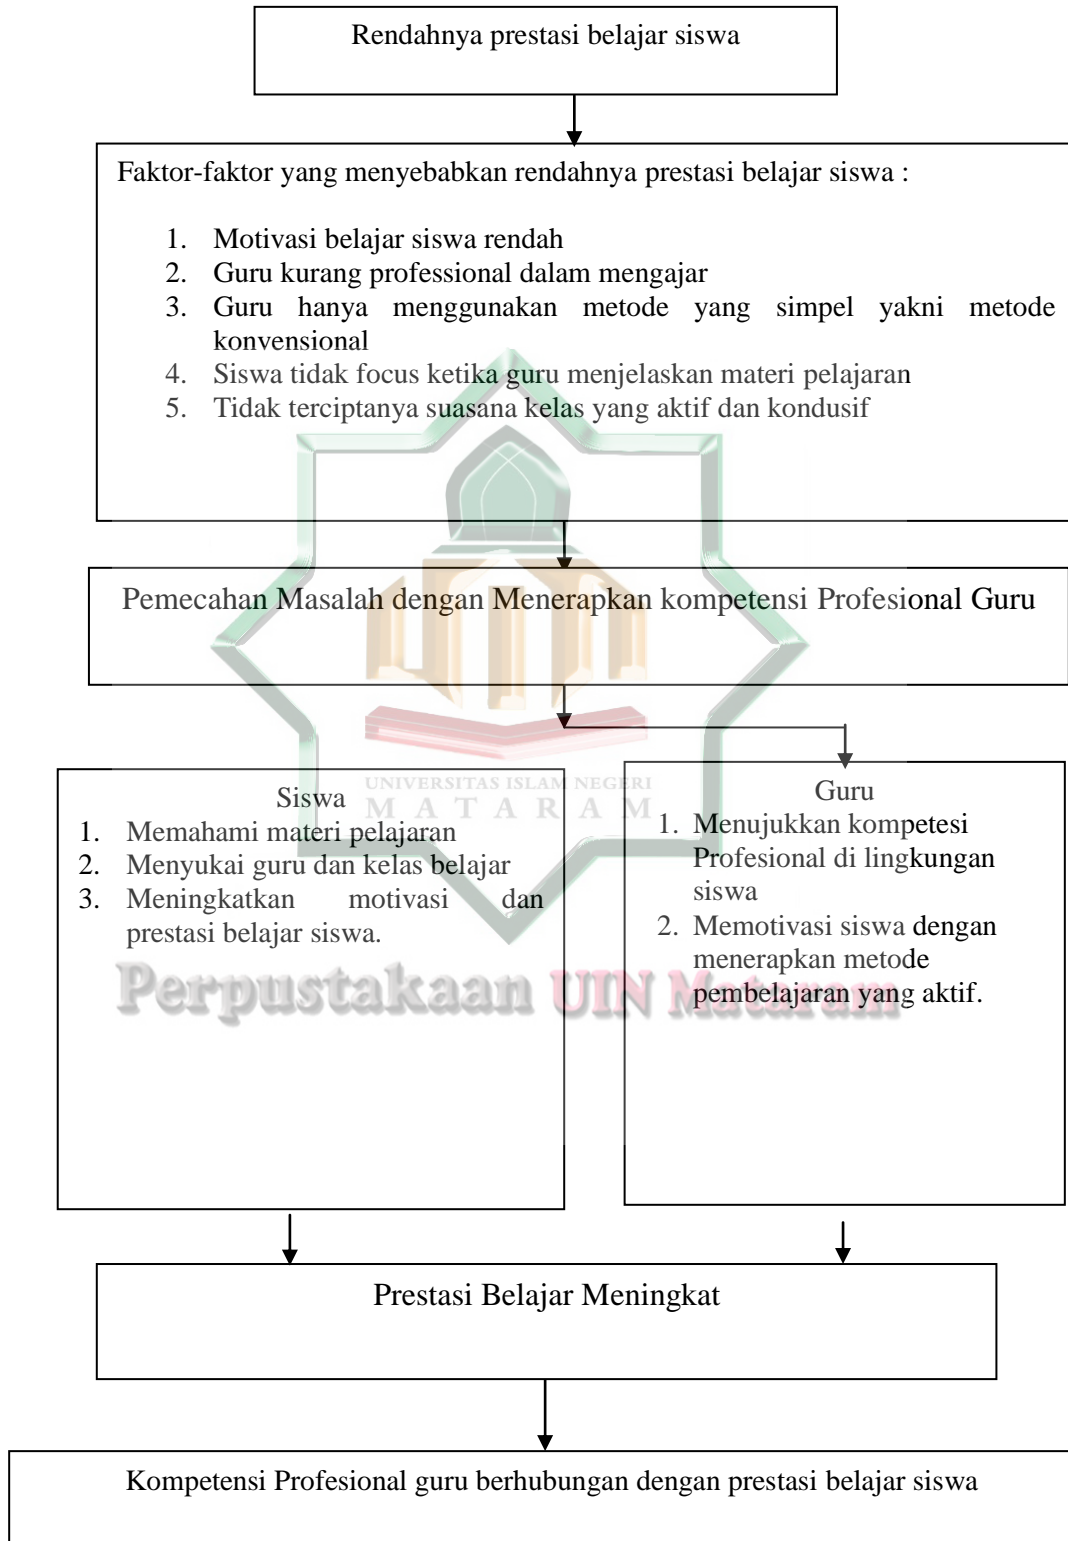 Rendahnya prestasi belajar siswa
Faktor-faktor yang menyebabkan rendahnya prestasi belajar siswa :
1. Motivasi belajar siswa rendah
2. Guru kurang professional dalam mengajar
3. Guru hanya menggunakan metode yang simpel yakni metode
konvensional
4. Siswa tidak focus ketika guru menjelaskan materi pelajaran
5. Tidak terciptanya suasana kelas yang aktif dan kondusif
Pemecahan Masalah dengan Menerapkan kompetensi Profesional Guru
UNIVERSITAS ISLAM NEGERI
MATARAM
Siswa
1. Memahami materi pelajaran
2. Menyukai guru dan kelas belajar
3. Meningkatkan motivasi dan
prestasi belajar siswa.
Guru
1. Menujukkan kompetesi
Profesional di lingkungan
siswa
2. Memotivasi siswa dengan
menerapkan metode
pembelajaran yang aktif.
Perpustakaan UIN Mataram
Prestasi Belajar Meningkat
Kompetensi Profesional guru berhubungan dengan prestasi belajar siswa